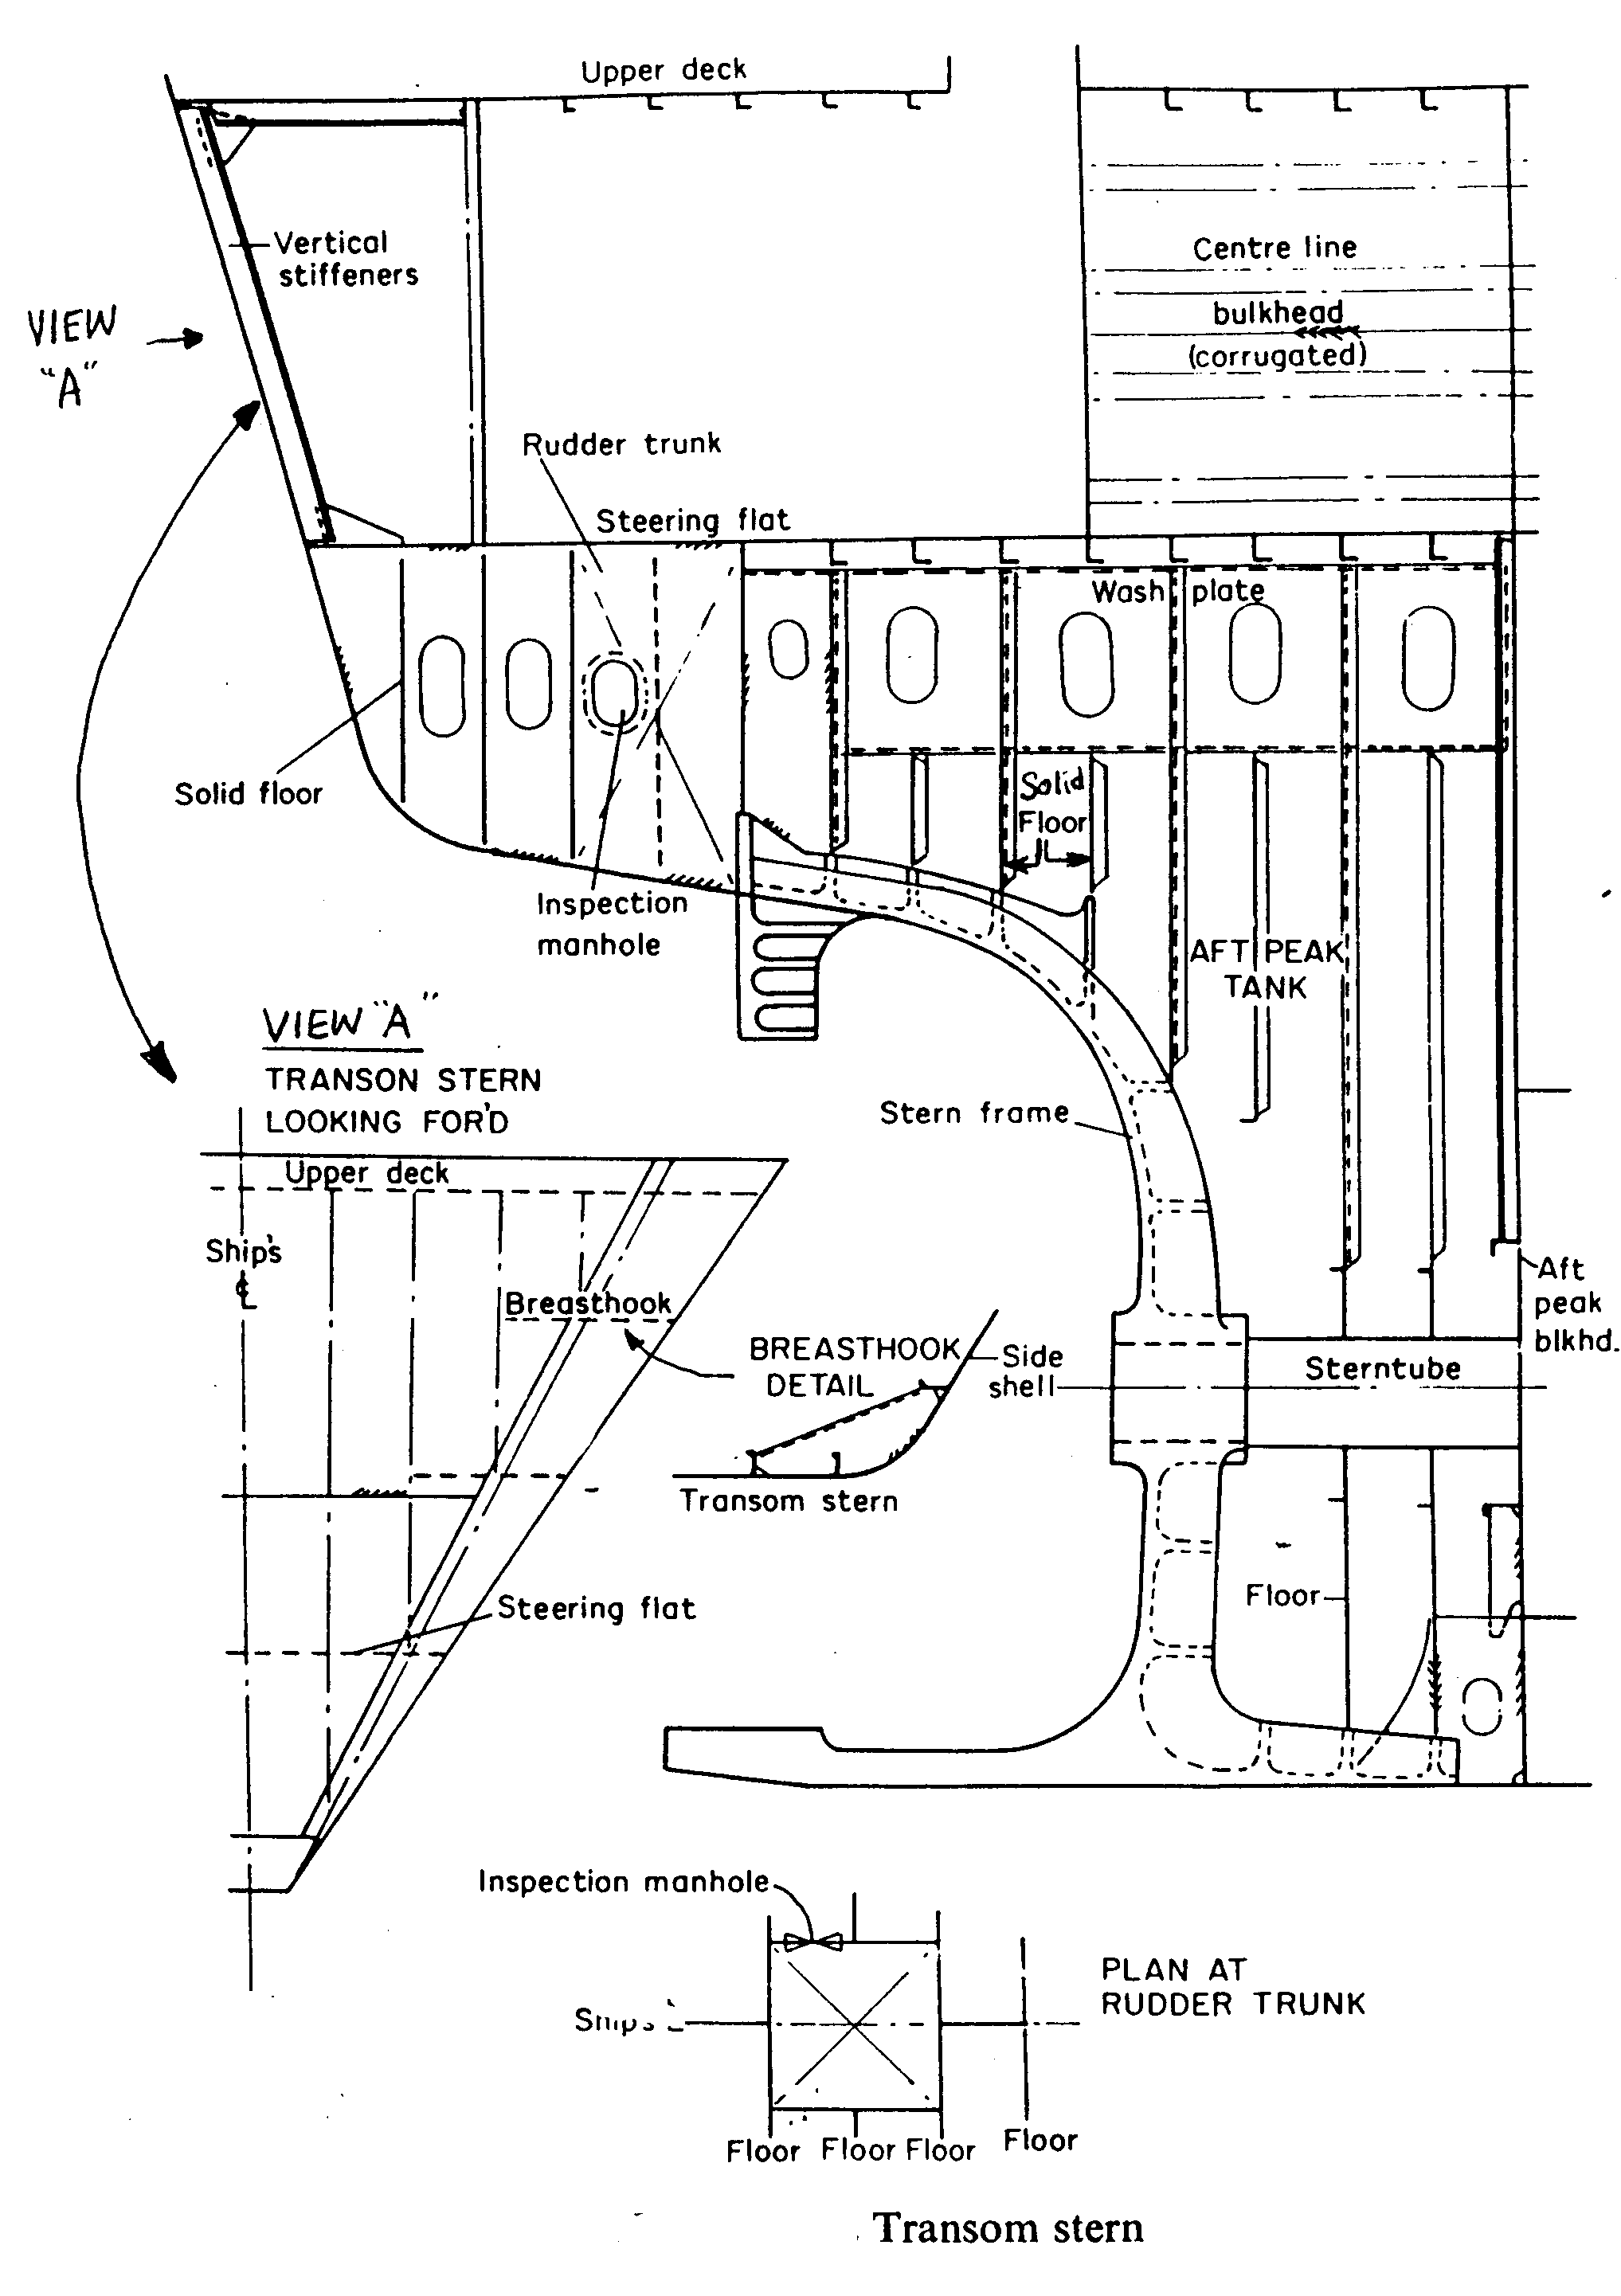 Upper deck
Vertical
stiffeners
VIEW
"A"
Centre line
bulkhead
(corrugated)
Rudder trunk
Steering flat
Wash plate
Solid floor
Solid
Floor
Inspection
manhole
AFT PEAK
TANK
VIEW "A"
TRANSON STERN
LOOKING FOR'D
Stern frame
Upper deck
Ship's
℄
Breasthook
Aft
peak
blkhd.
BREASTHOOK
DETAIL
Side
shell
Sterntube
Transom stern
Floor
Steering flat
Inspection manhole
PLAN AT
RUDDER TRUNK
Ship's
Floor Floor Floor Floor
Transom stern